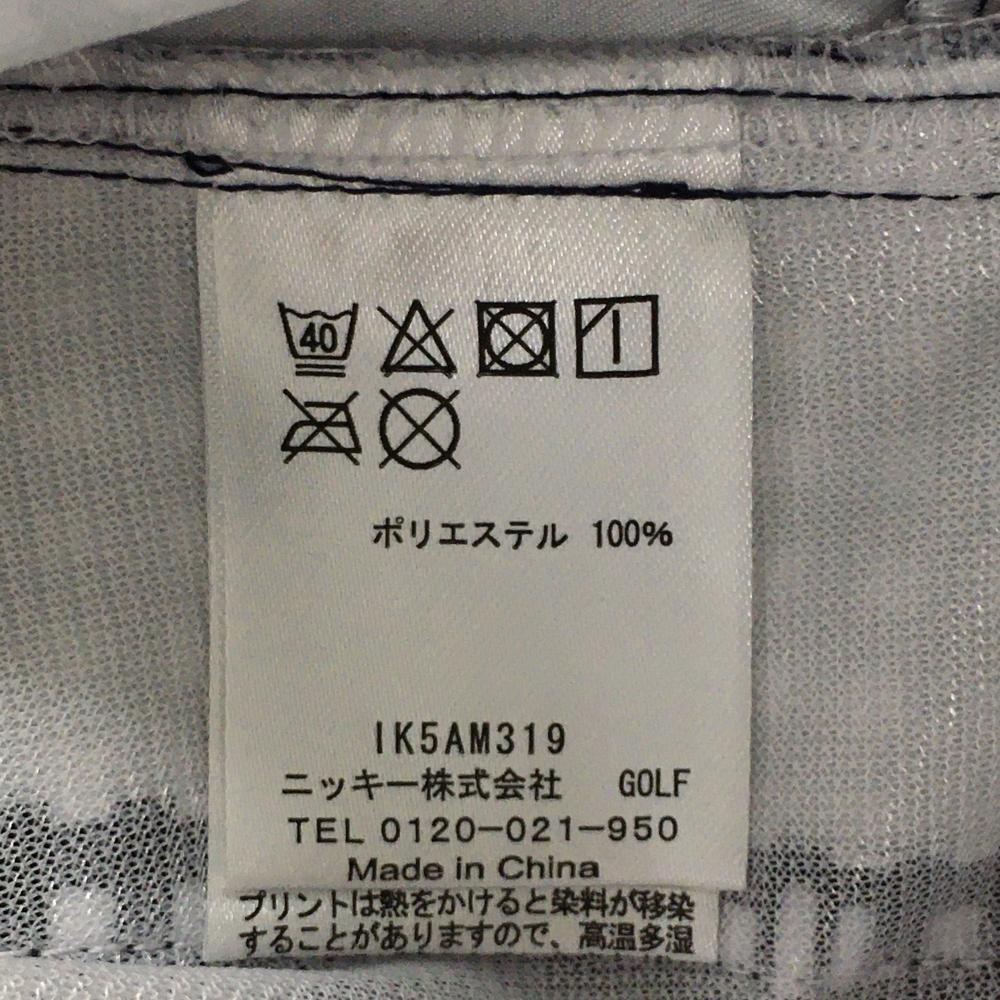 40
ポリエステル 100%
IK5AM319
ニッキー株式会社 GOLF
TEL 0120-021-950
Made in China
プリントは熱をかけると染料が移染
することがありますので、高温多湿